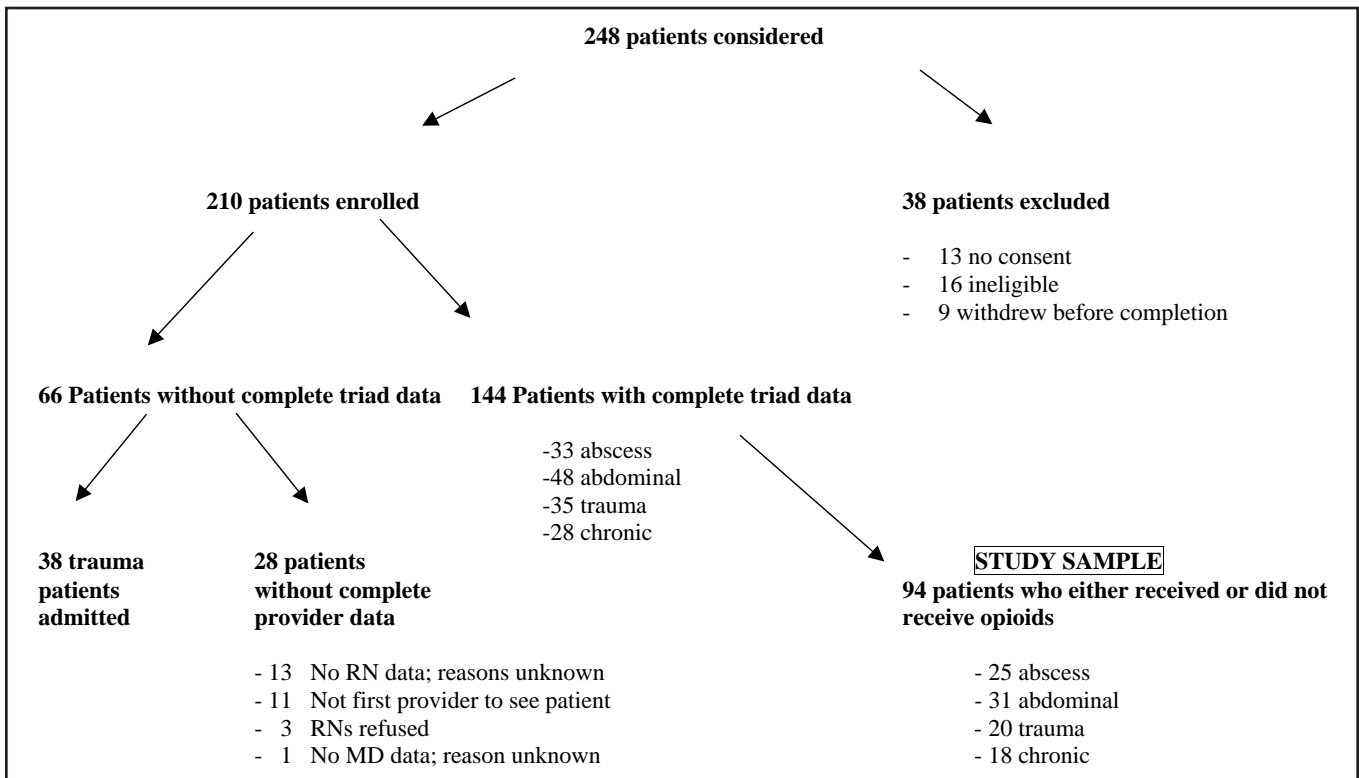 248 patients considered
210 patients enrolled
38 patients excluded
- 13 no consent
- 16 ineligible
- 9 withdrew before completion
66 Patients without complete triad data
144 Patients with complete triad data
-33 abscess
-48 abdominal
-35 trauma
-28 chronic
38 trauma
patients
admitted
28 patients
without complete
provider data
- 13 No RN data; reasons unknown
- 11 Not first provider to see patient
- 3 RNs refused
- 1 No MD data; reason unknown
STUDY SAMPLE
94 patients who either received or did not
receive opioids
- 25 abscess
- 31 abdominal
- 20 trauma
- 18 chronic